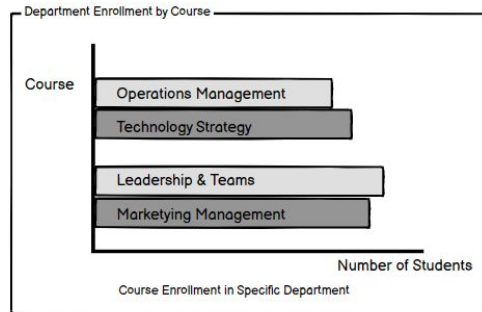 Department Enrollment by Course
Course
Operations Management
Technology Strategy
Leadership & Teams
Marketying Management
Number of Students
Course Enrollment in Specific Department